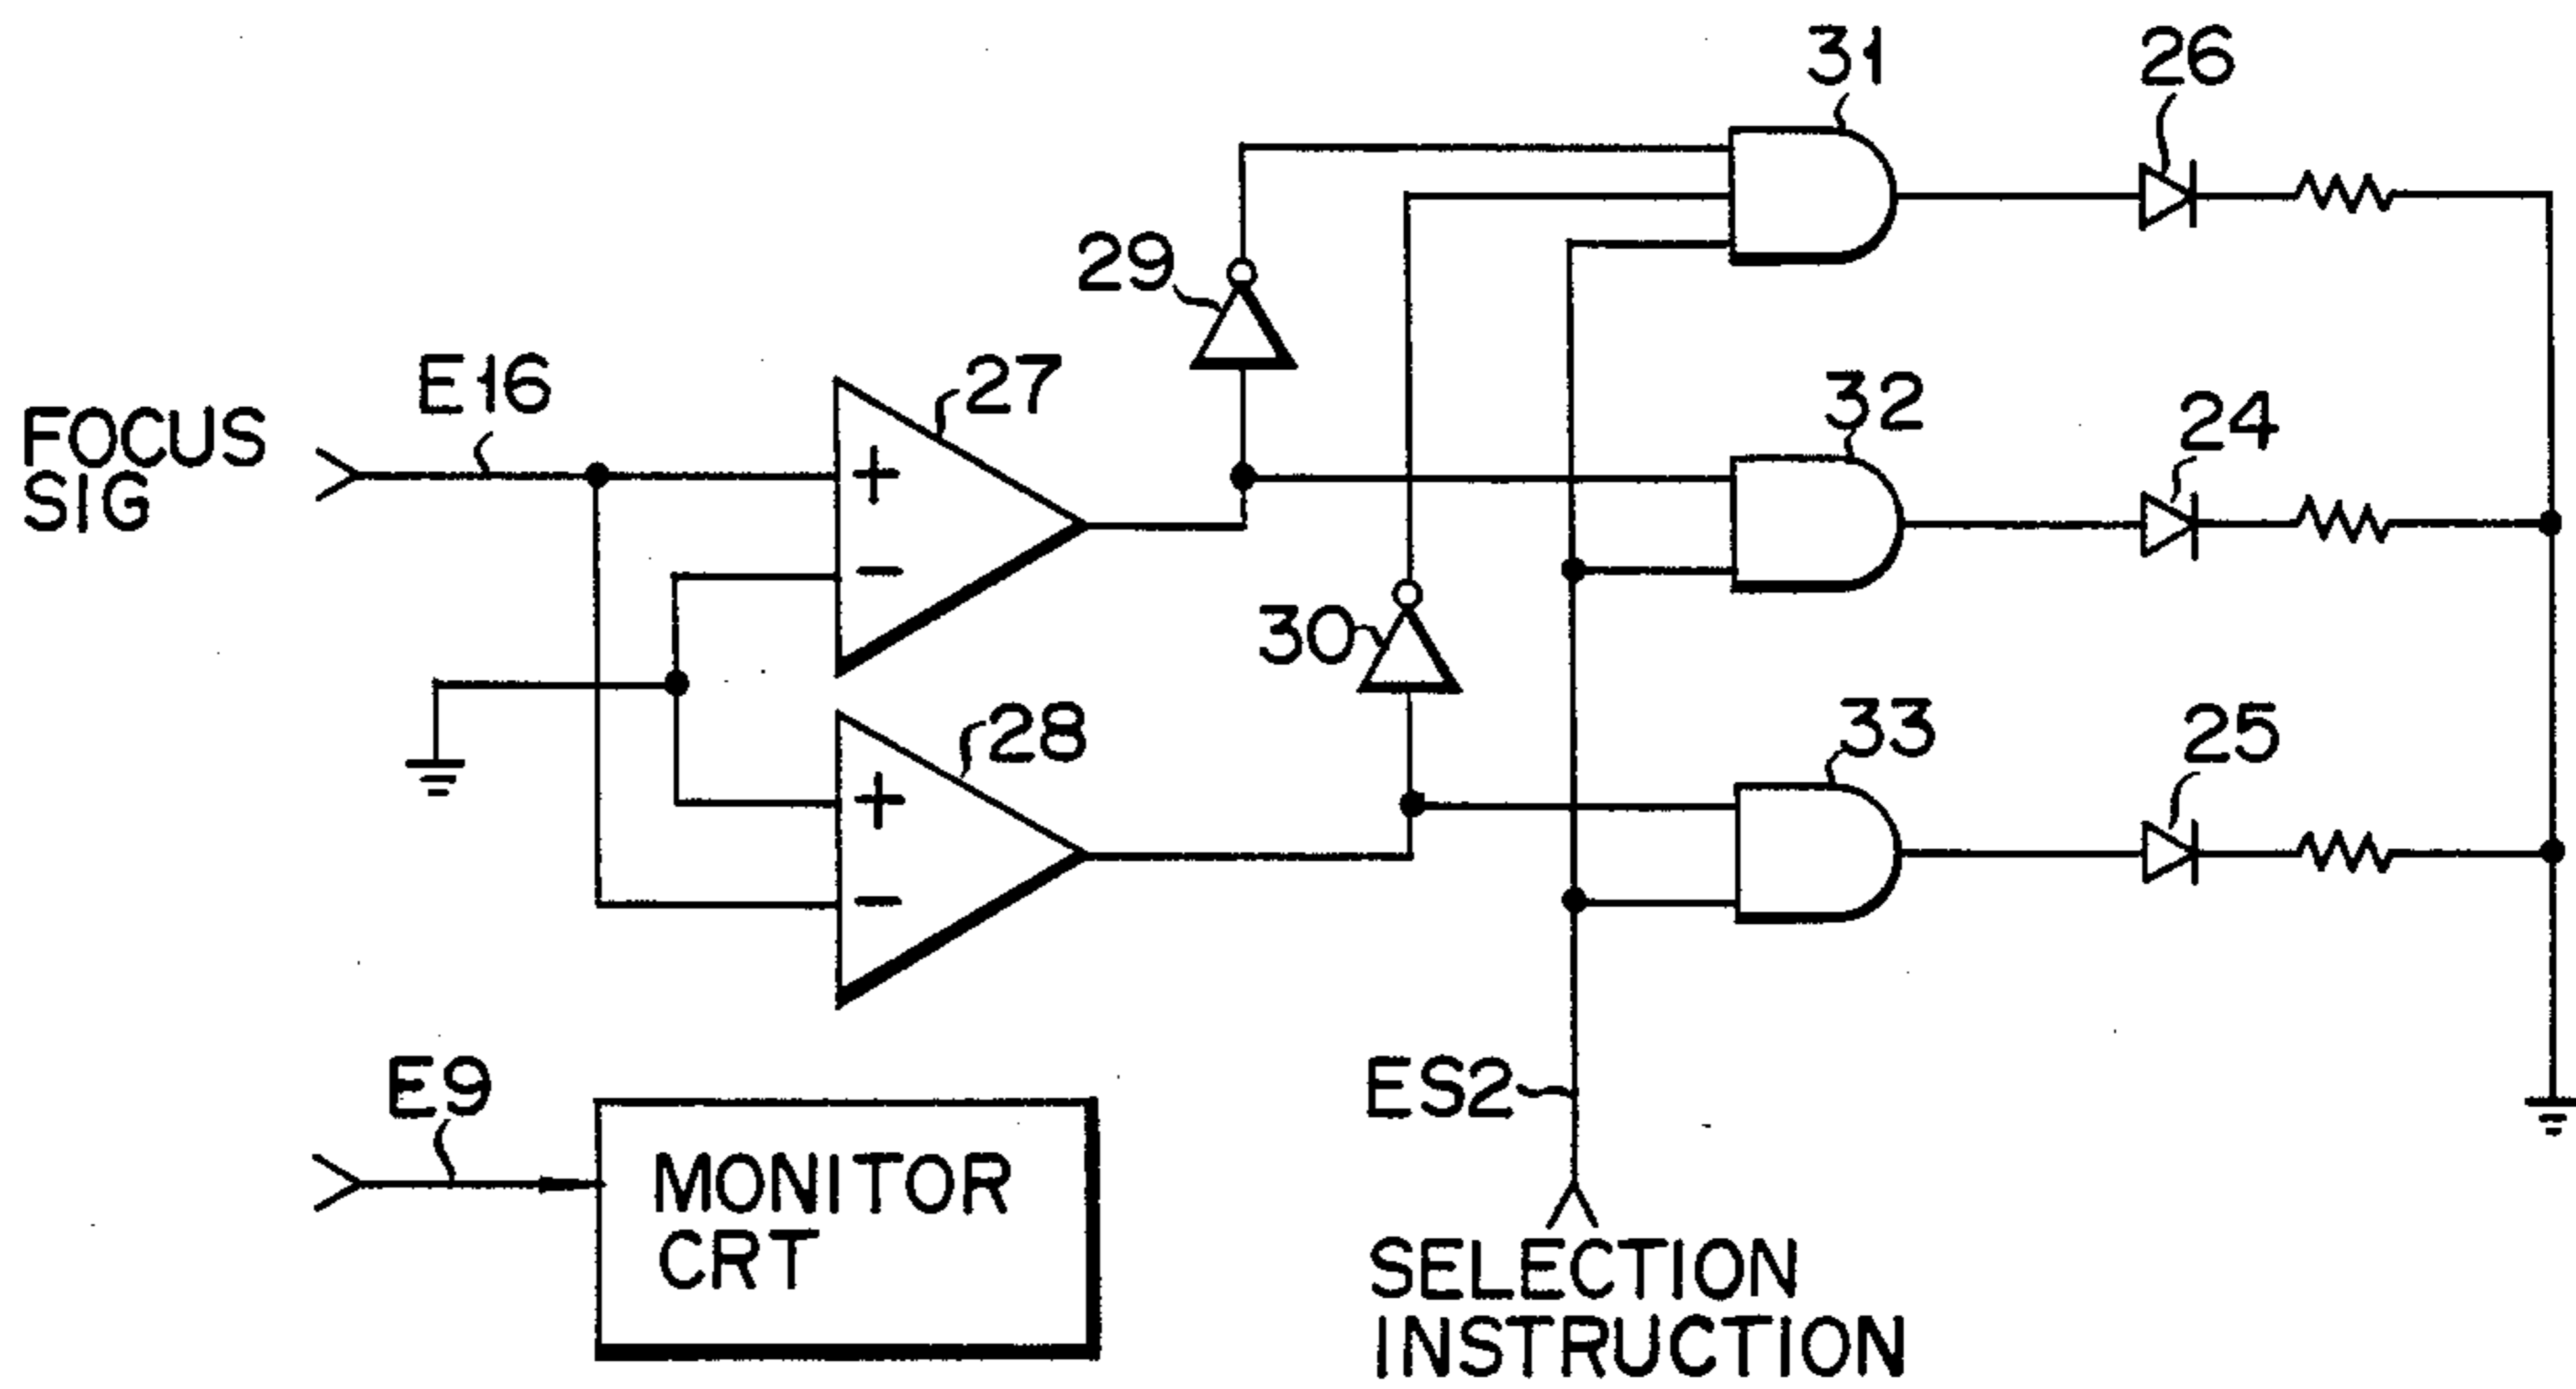 31
26
29
E16
27
FOCUS
SIG
32
24
30
28
33
25
+
−
+
−
E9
ES2
MONITOR
CRT
SELECTION
INSTRUCTION